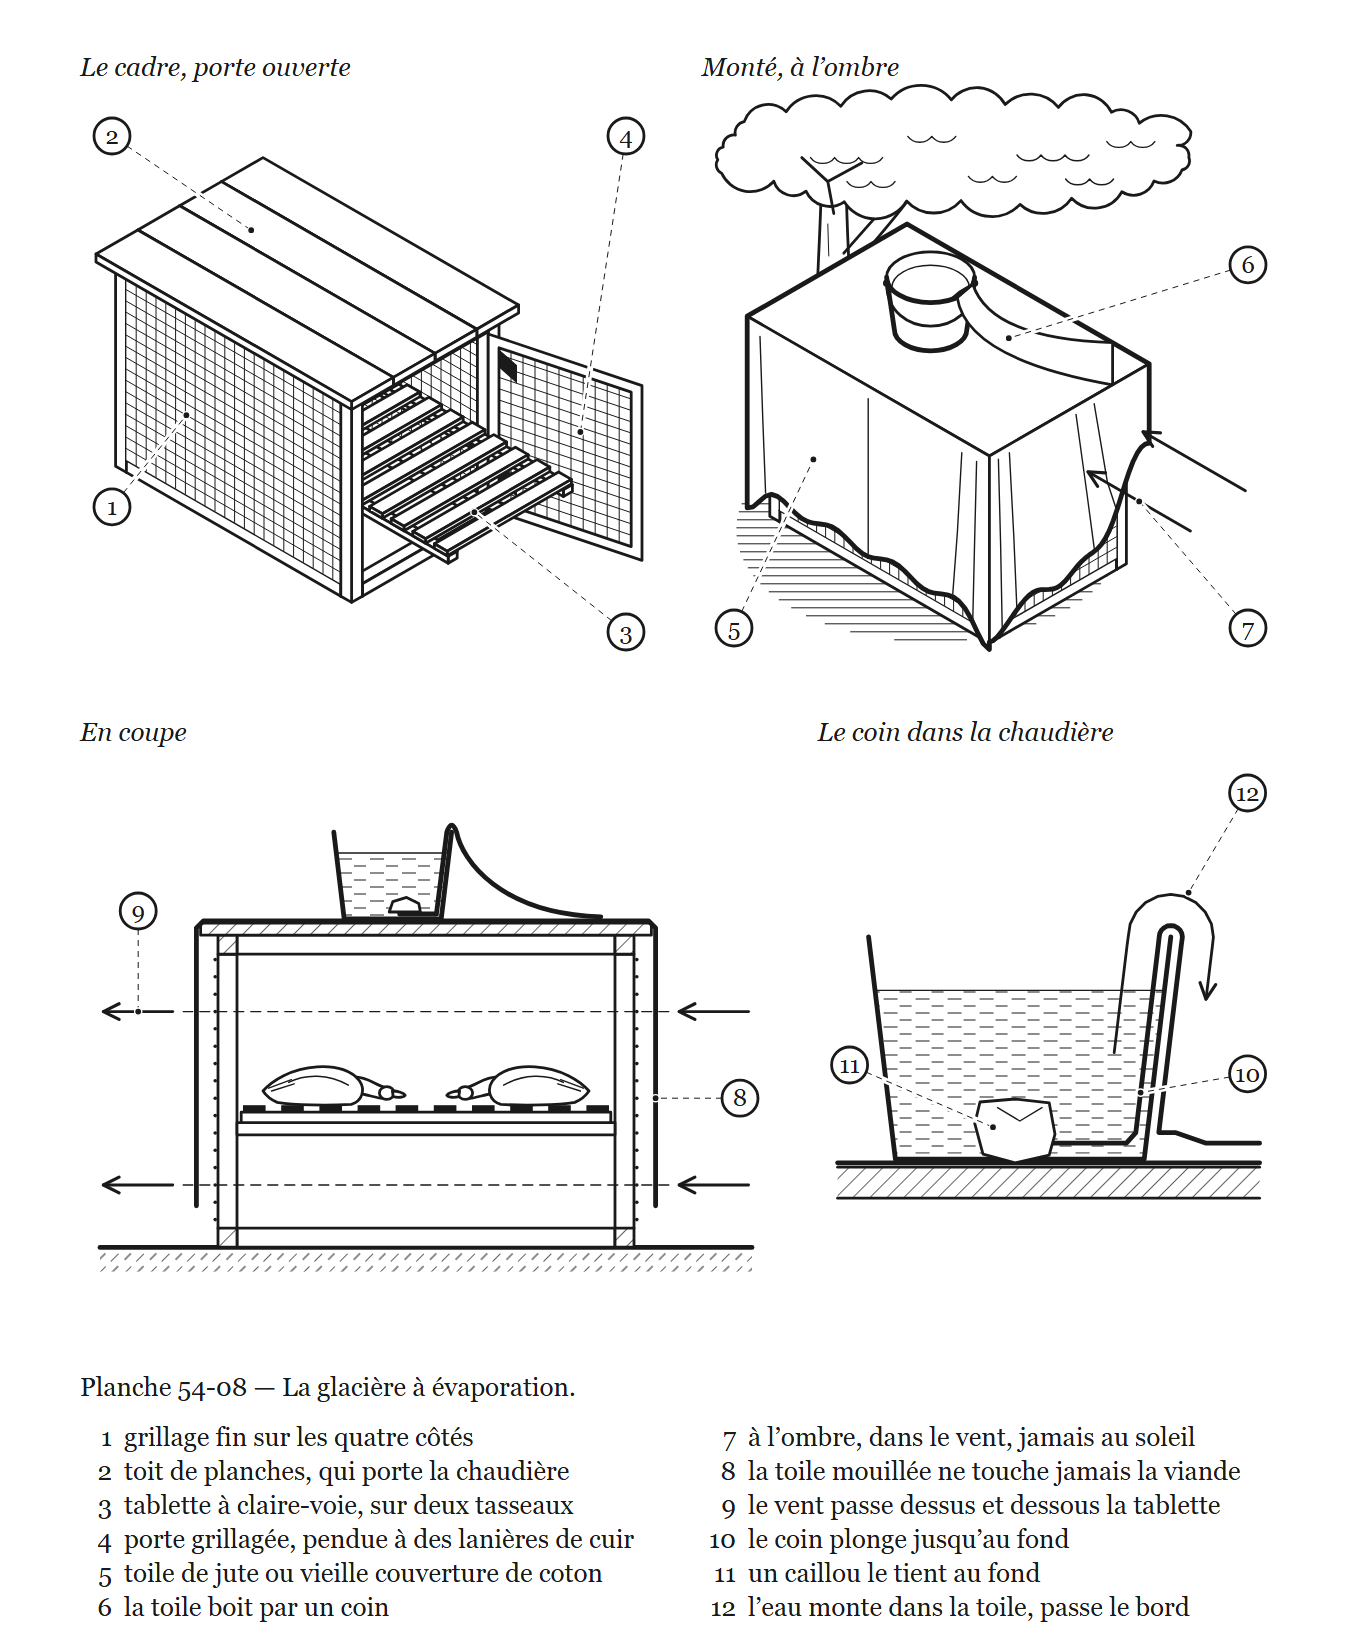 Le cadre, porte ouverte
Monté, à l’ombre
2
4
6
1
3
5
7
En coupe
Le coin dans la chaudière
12
9
11
10
8
Planche 54-08 — La glacière à évaporation.
1 grillage fin sur les quatre côtés
2 toit de planches, qui porte la chaudière
3 tablette à claire-voie, sur deux tasseaux
4 porte grillagée, pendue à des lanières de cuir
5 toile de jute ou vieille couverture de coton
6 la toile boit par un coin
7 à l’ombre, dans le vent, jamais au soleil
8 la toile mouillée ne touche jamais la viande
9 le vent passe dessus et dessous la tablette
10 le coin plonge jusqu’au fond
11 un caillou le tient au fond
12 l’eau monte dans la toile, passe le bord